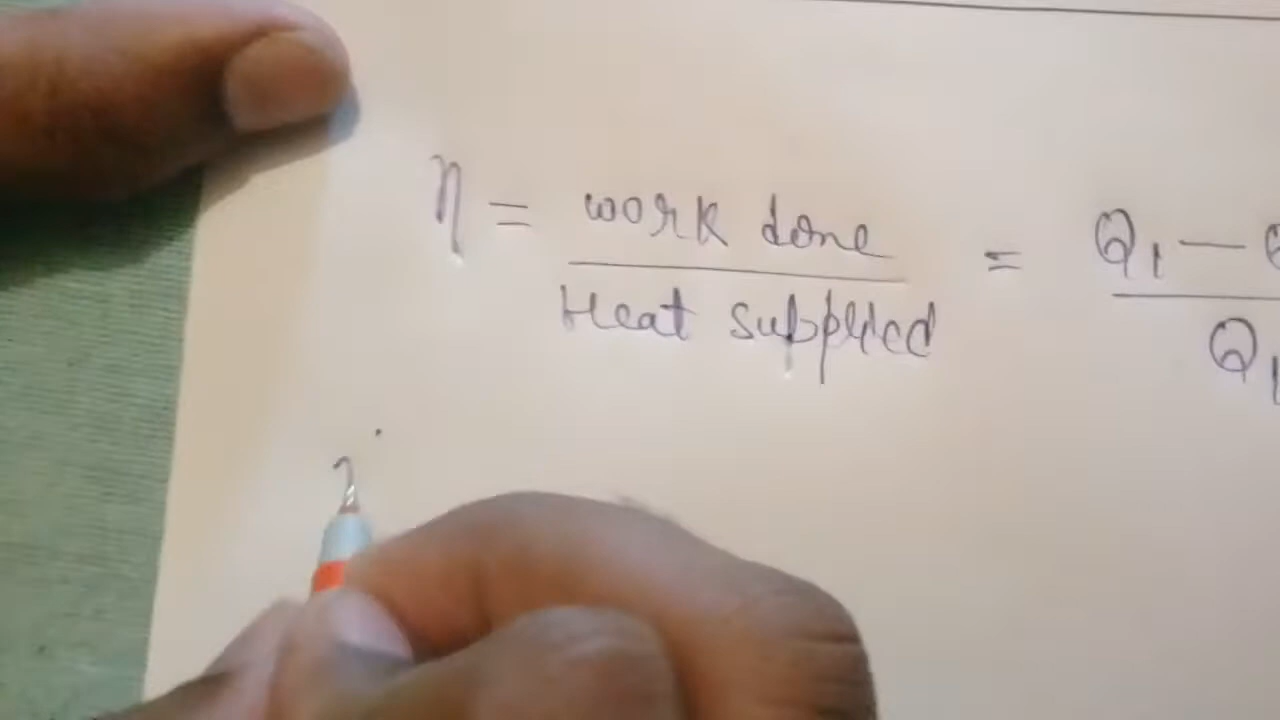 η = work done / Heat supplied = Q₁ — / Q₁